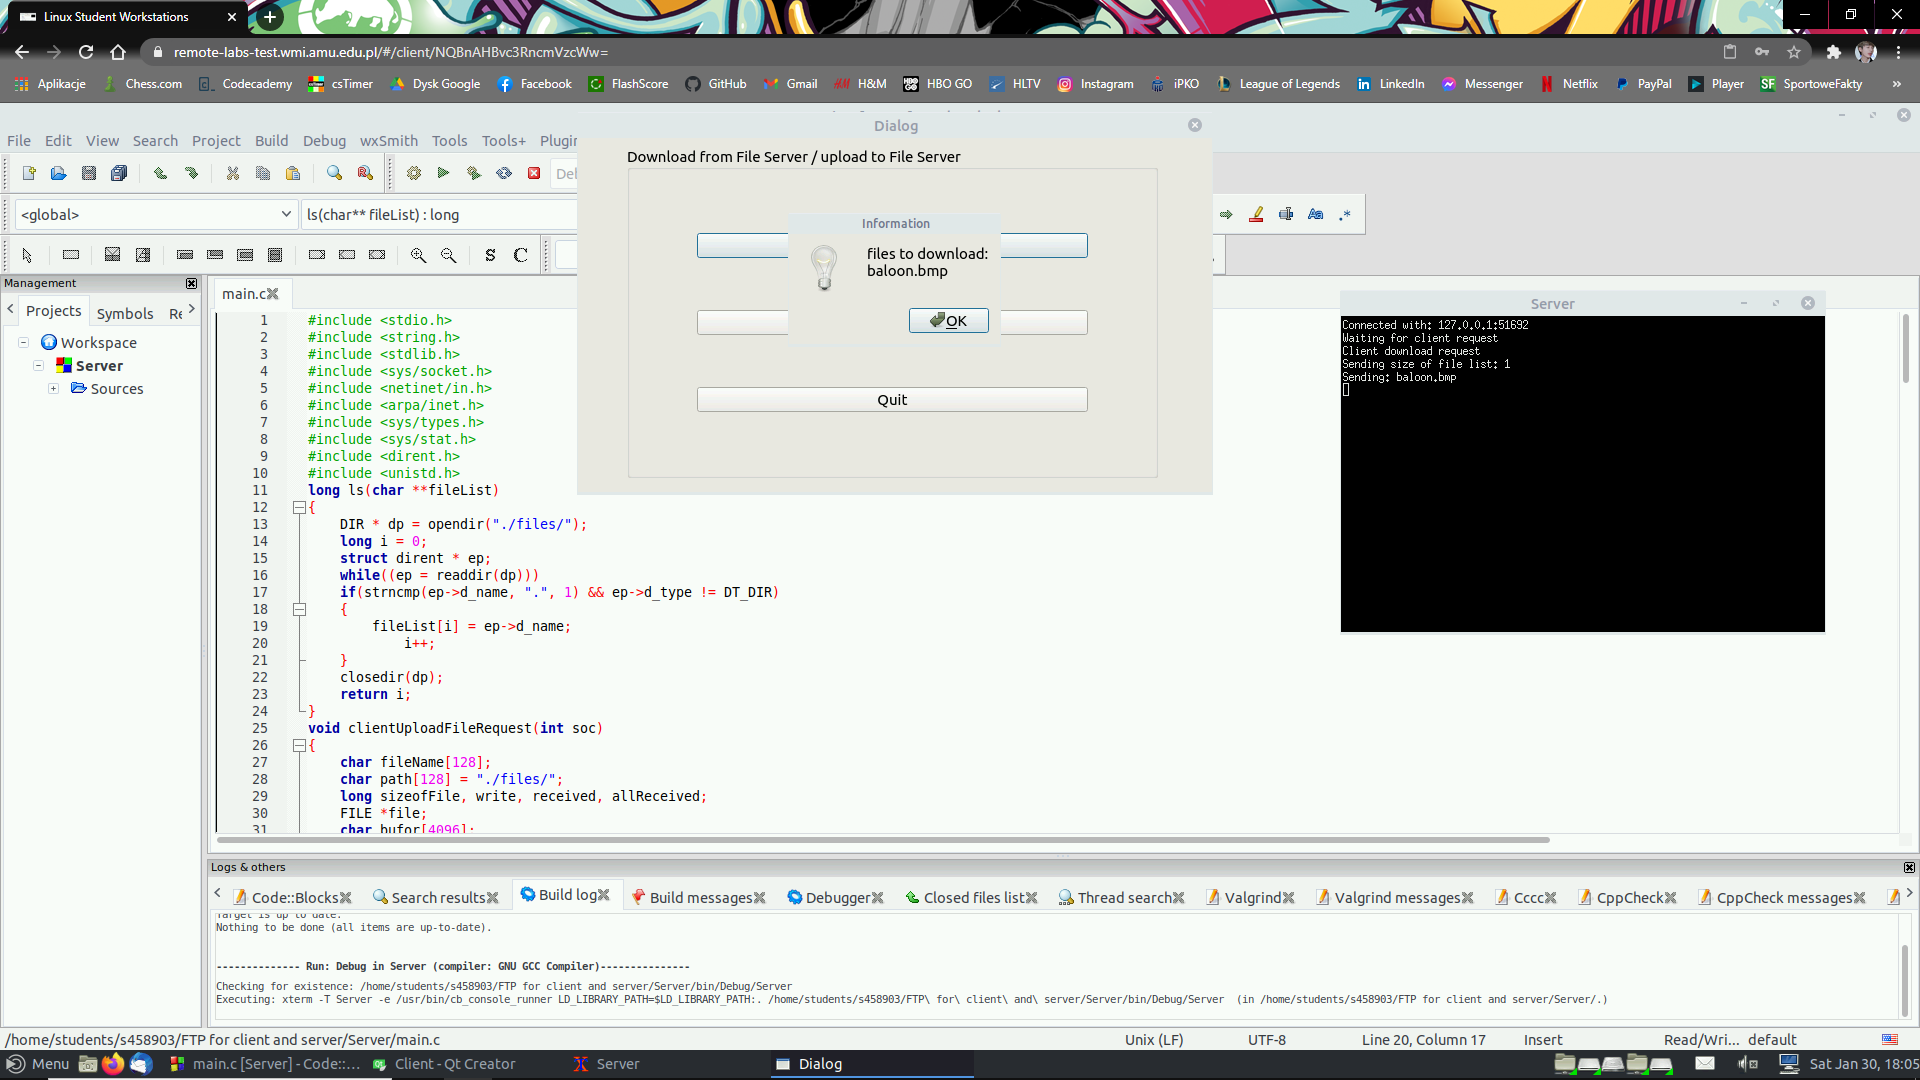 Linux Student Workstations
remote-labs-test.wmi.amu.edu.pl/#/client/NQBnAHBvc3RncmVzcWw=
Aplikacje Chess.com Codecademy csTimer Dysk Google Facebook FlashScore GitHub Gmail H&M HBO GO HLTV Instagram iPKO League of Legends LinkedIn Messenger Netflix PayPal Player SportoweFakty »
File Edit View Search Project Build Debug wxSmith Tools Tools+
Dialog
Download from File Server / upload to File Server
Information
files to download:
baloon.bmp
OK
Quit
<global> ls(char** fileList) : long
Management
Projects Symbols
Workspace
Server
Sources
main.c
1 #include <stdio.h>
2 #include <string.h>
3 #include <stdlib.h>
4 #include <sys/socket.h>
5 #include <netinet/in.h>
6 #include <arpa/inet.h>
7 #include <sys/types.h>
8 #include <sys/stat.h>
9 #include <dirent.h>
10 #include <unistd.h>
11 long ls(char **fileList)
12 {
13 DIR * dp = opendir("./files/");
14 long i = 0;
15 struct dirent * ep;
16 while((ep = readdir(dp)))
17 if(strncmp(ep->d_name, ".", 1) && ep->d_type != DT_DIR)
18 {
19 fileList[i] = ep->d_name;
20 i++;
21 }
22 closedir(dp);
23 return i;
24 }
25 void clientUploadFileRequest(int soc)
26 {
27 char fileName[128];
28 char path[128] = "./files/";
29 long sizeofFile, write, received, allReceived;
30 FILE *file;
31 char bufor[4096];
Server
Connected with: 127.0.0.1:51692
Waiting for client request
Client download request
Sending size of file list: 1
Sending: baloon.bmp
Logs & others
Code::Blocks Search results Build log Build messages Debugger Closed files list Thread search Valgrind Valgrind messages Cccc CppCheck CppCheck messages
Target is up to date.
Nothing to be done (all items are up-to-date).
-------------- Run: Debug in Server (compiler: GNU GCC Compiler)---------------
Checking for existence: /home/students/s458903/FTP for client and server/Server/bin/Debug/Server
Executing: xterm -T Server -e /usr/bin/cb_console_runner LD_LIBRARY_PATH=$LD_LIBRARY_PATH:. /home/students/s458903/FTP\ for\ client\ and\ server/Server/bin/Debug/Server (in /home/students/s458903/FTP for client and server/Server/.)
/home/students/s458903/FTP for client and server/Server/main.c Unix (LF) UTF-8 Line 20, Column 17 Insert Read/Wri... default
Menu main.c [Server] - Code::... Client - Qt Creator Server Dialog Sat Jan 30, 18:05